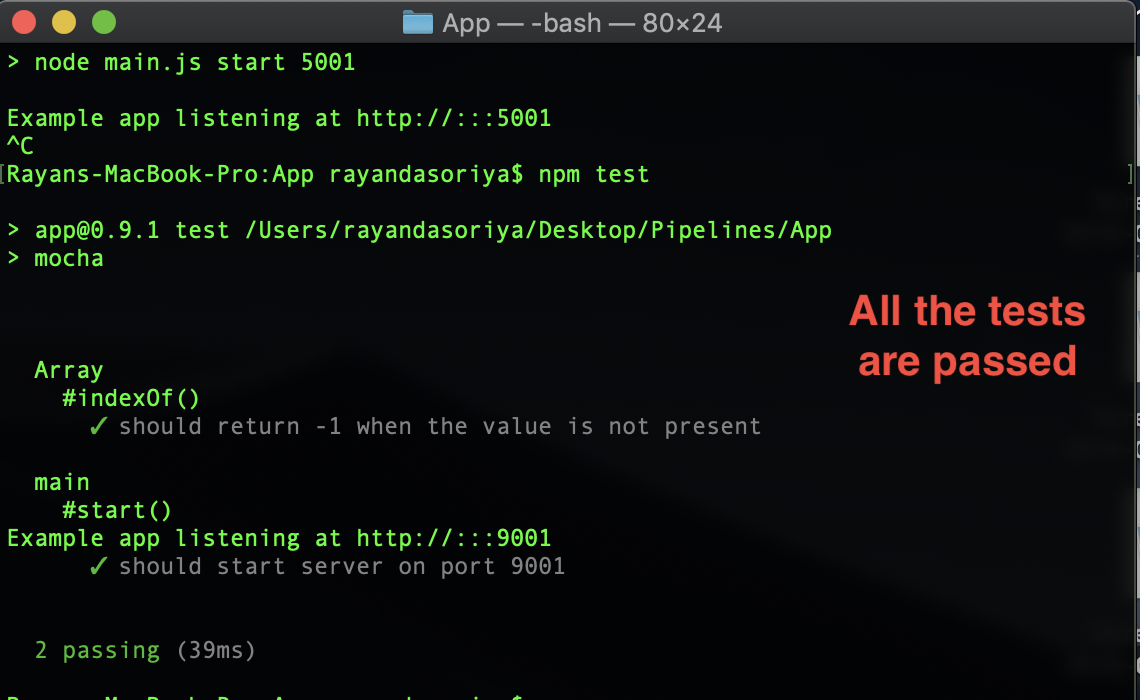 App — -bash — 80×24
> node main.js start 5001
Example app listening at http://:::5001
^C
[Rayans-MacBook-Pro:App rayandasoriya$ npm test ]
> app@0.9.1 test /Users/rayandasoriya/Desktop/Pipelines/App
> mocha
All the tests
are passed
Array
#indexOf()
✓ should return -1 when the value is not present
main
#start()
Example app listening at http://:::9001
✓ should start server on port 9001
2 passing (39ms)